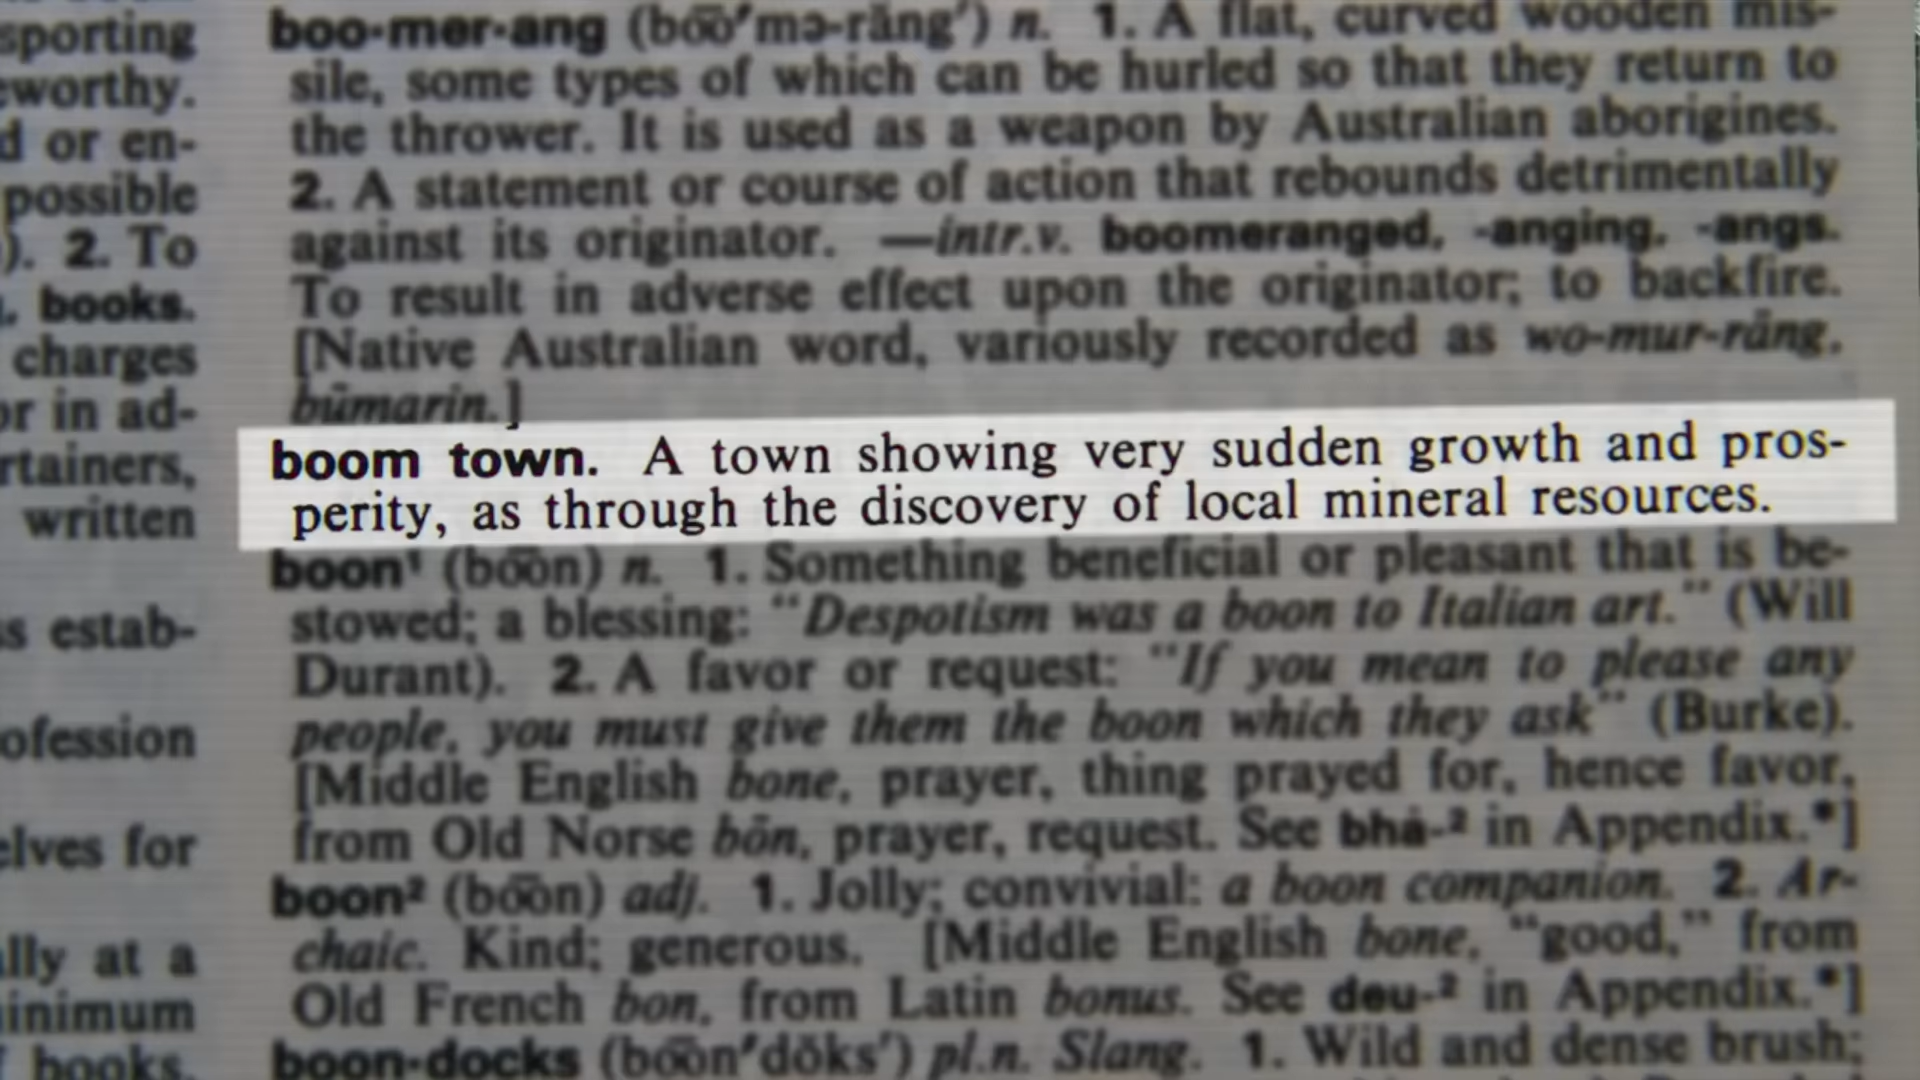 sporting
worthy.
d or en-
possible
). 2. To
books.
charges
or in ad-
rtainers,
written
s estab-
ofession
elves for
lly at a
inimum
books.
boo·mer·ang (bo͞o′mə-răng′) n. 1. A flat, curved wooden mis-
sile, some types of which can be hurled so that they return to
the thrower. It is used as a weapon by Australian aborigines.
2. A statement or course of action that rebounds detrimentally
against its originator. —intr.v. boomeranged, -anging, -angs.
To result in adverse effect upon the originator; to backfire.
[Native Australian word, variously recorded as wo-mur-rāng,
būmarin.]
boom town. A town showing very sudden growth and pros-
perity, as through the discovery of local mineral resources.
boon¹ (bo͞on) n. 1. Something beneficial or pleasant that is be-
stowed; a blessing: "Despotism was a boon to Italian art." (Will
Durant). 2. A favor or request: "If you mean to please any
people, you must give them the boon which they ask" (Burke).
[Middle English bone, prayer, thing prayed for, hence favor,
from Old Norse bōn, prayer, request. See bhā-² in Appendix.*]
boon² (bo͞on) adj. 1. Jolly; convivial: a boon companion. 2. Ar-
chaic. Kind; generous. [Middle English bone, "good," from
Old French bon, from Latin bonus. See deu-² in Appendix.*]
boon·docks (bo͞on′dŏks′) pl.n. Slang. 1. Wild and dense brush;